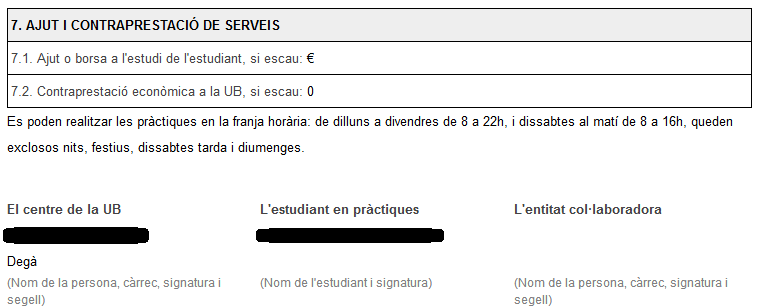 7. AJUT I CONTRAPRESTACIÓ DE SERVEIS
7.1. Ajut o borsa a l'estudi de l'estudiant, si escau: €
7.2. Contraprestació econòmica a la UB, si escau: 0
Es poden realitzar les pràctiques en la franja horària: de dilluns a divendres de 8 a 22h, i dissabtes al matí de 8 a 16h, queden
exclosos nits, festius, dissabtes tarda i diumenges.
El centre de la UB
L'estudiant en pràctiques
L'entitat col·laboradora
Degà
(Nom de la persona, càrrec, signatura i
segell)
(Nom de l'estudiant i signatura)
(Nom de la persona, càrrec, signatura i
segell)